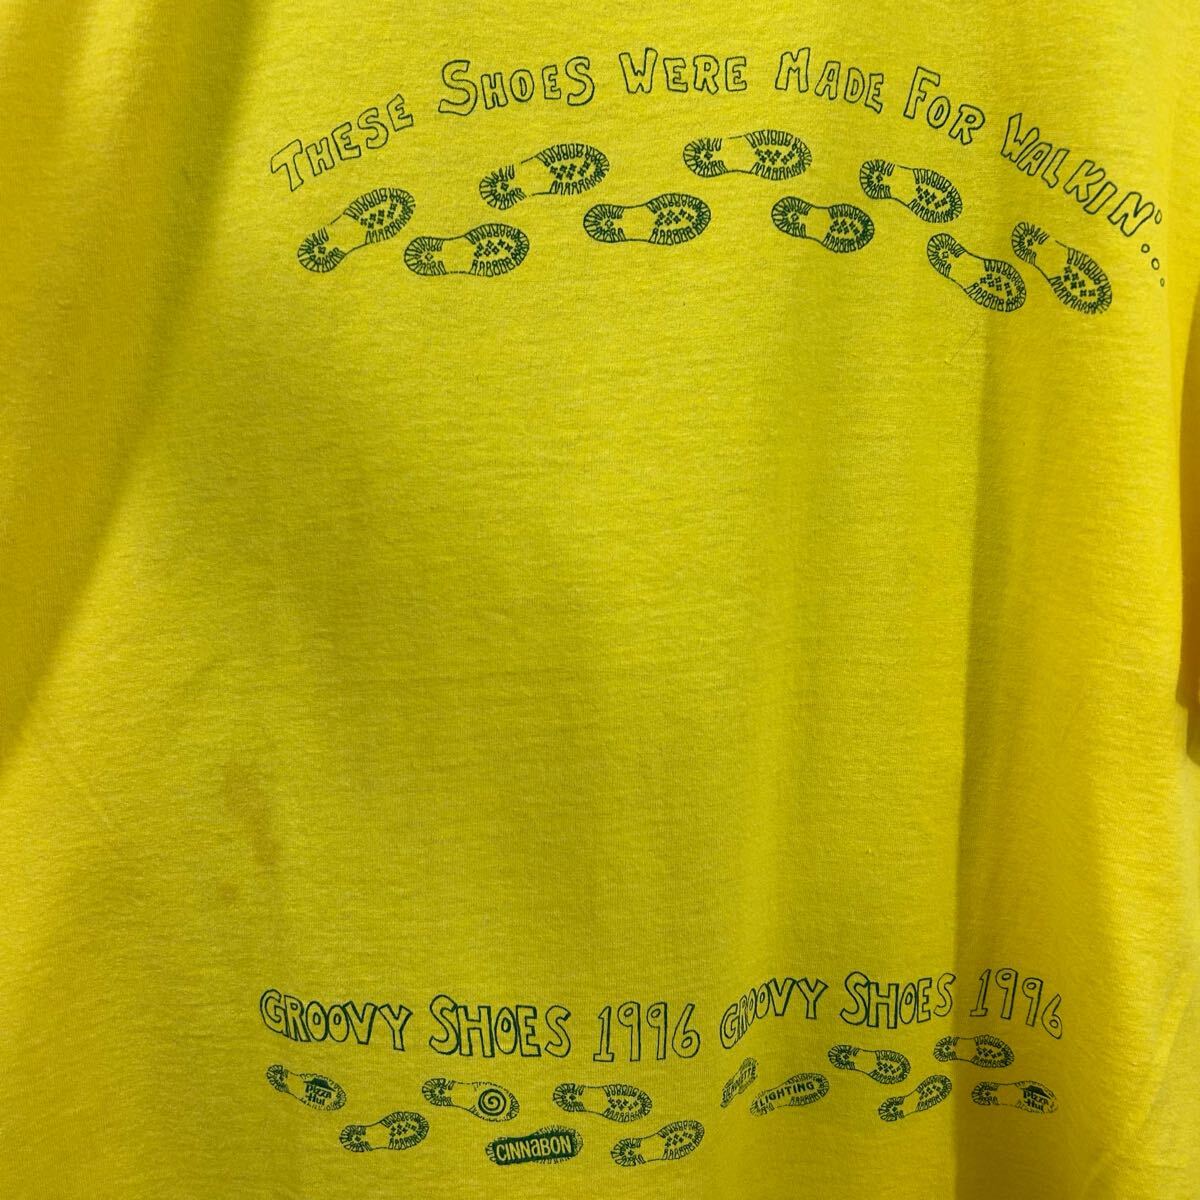 THESE SHOES WERE MADE FOR WALKIN'...
GROOVY SHOES 1996 GROOVY SHOES 1996
Pizza Hut
CINNABON
LIGHTING
Pizza Hut